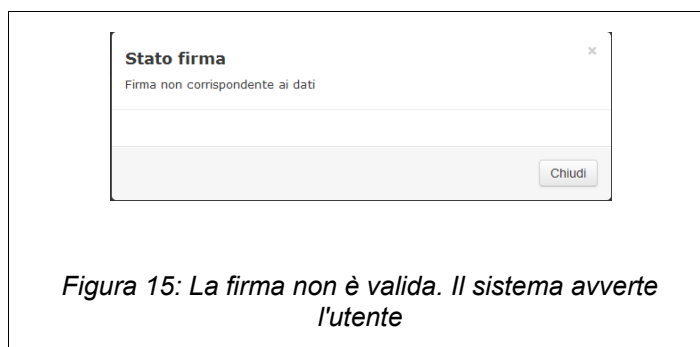 Stato firma
×
Firma non corrispondente ai dati
Chiudi
Figura 15: La firma non è valida. Il sistema avverte
l'utente